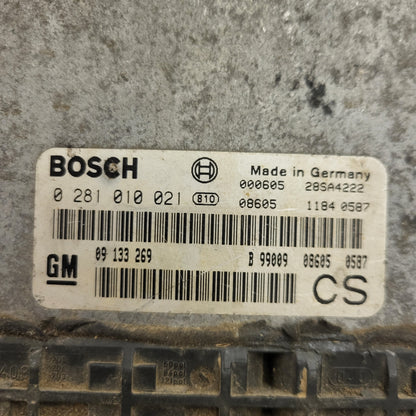 BOSCH Made in Germany
000605 28SA4222
0 281 010 021 B10 08605 1184 0587
GM 09 133 269 B 99009 08605 0587
CS